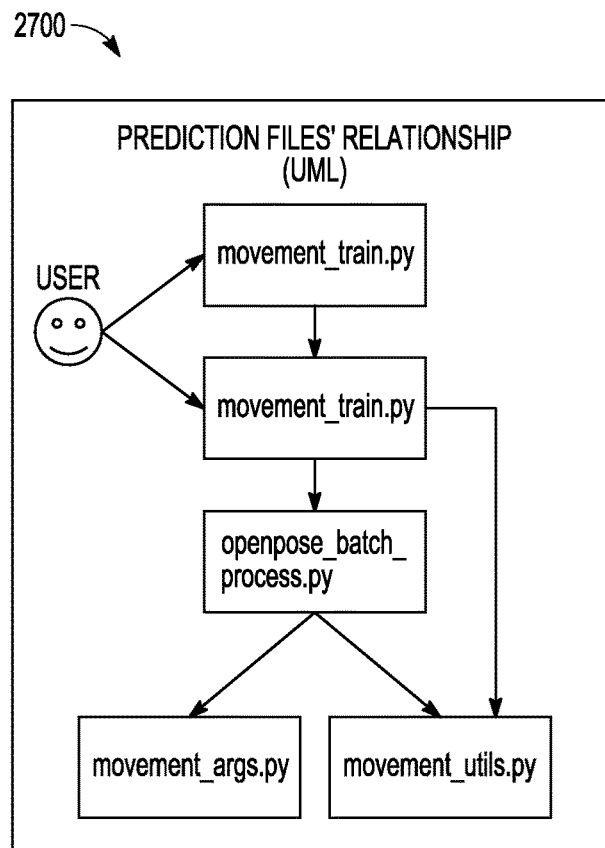 2700
PREDICTION FILES' RELATIONSHIP
(UML)
movement_train.py
USER
movement_train.py
openpose_batch_
process.py
movement_args.py
movement_utils.py